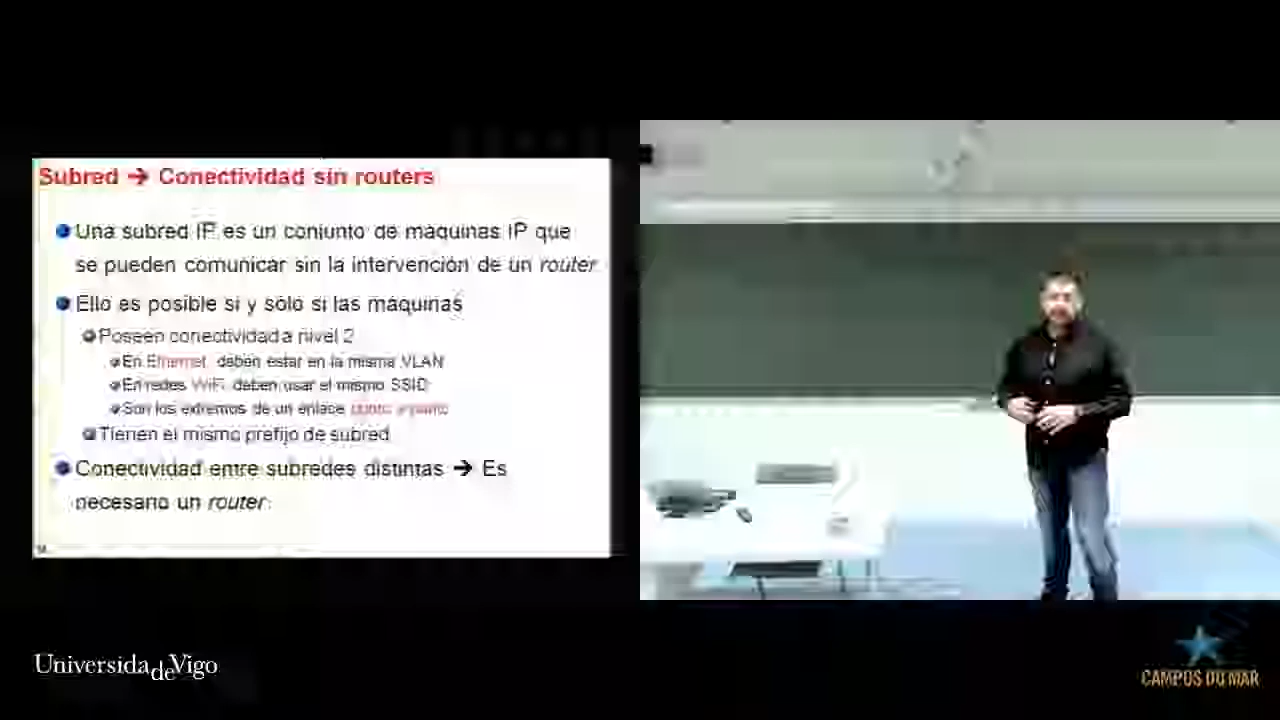 Subred → Conectividad sin routers
Una subred IP es un conjunto de máquinas IP que
se pueden comunicar sin la intervención de un router
Ello es posible si y sólo si las máquinas
Poseen conectividad a nivel 2
En Ethernet, deben estar en la misma VLAN
En redes WiFi, deben usar el mismo SSID
Son los extremos de un enlace punto a punto
Tienen el mismo prefijo de subred
Conectividad entre subredes distintas → Es
necesario un router.
Universidade de Vigo
CAMPUS DO MAR